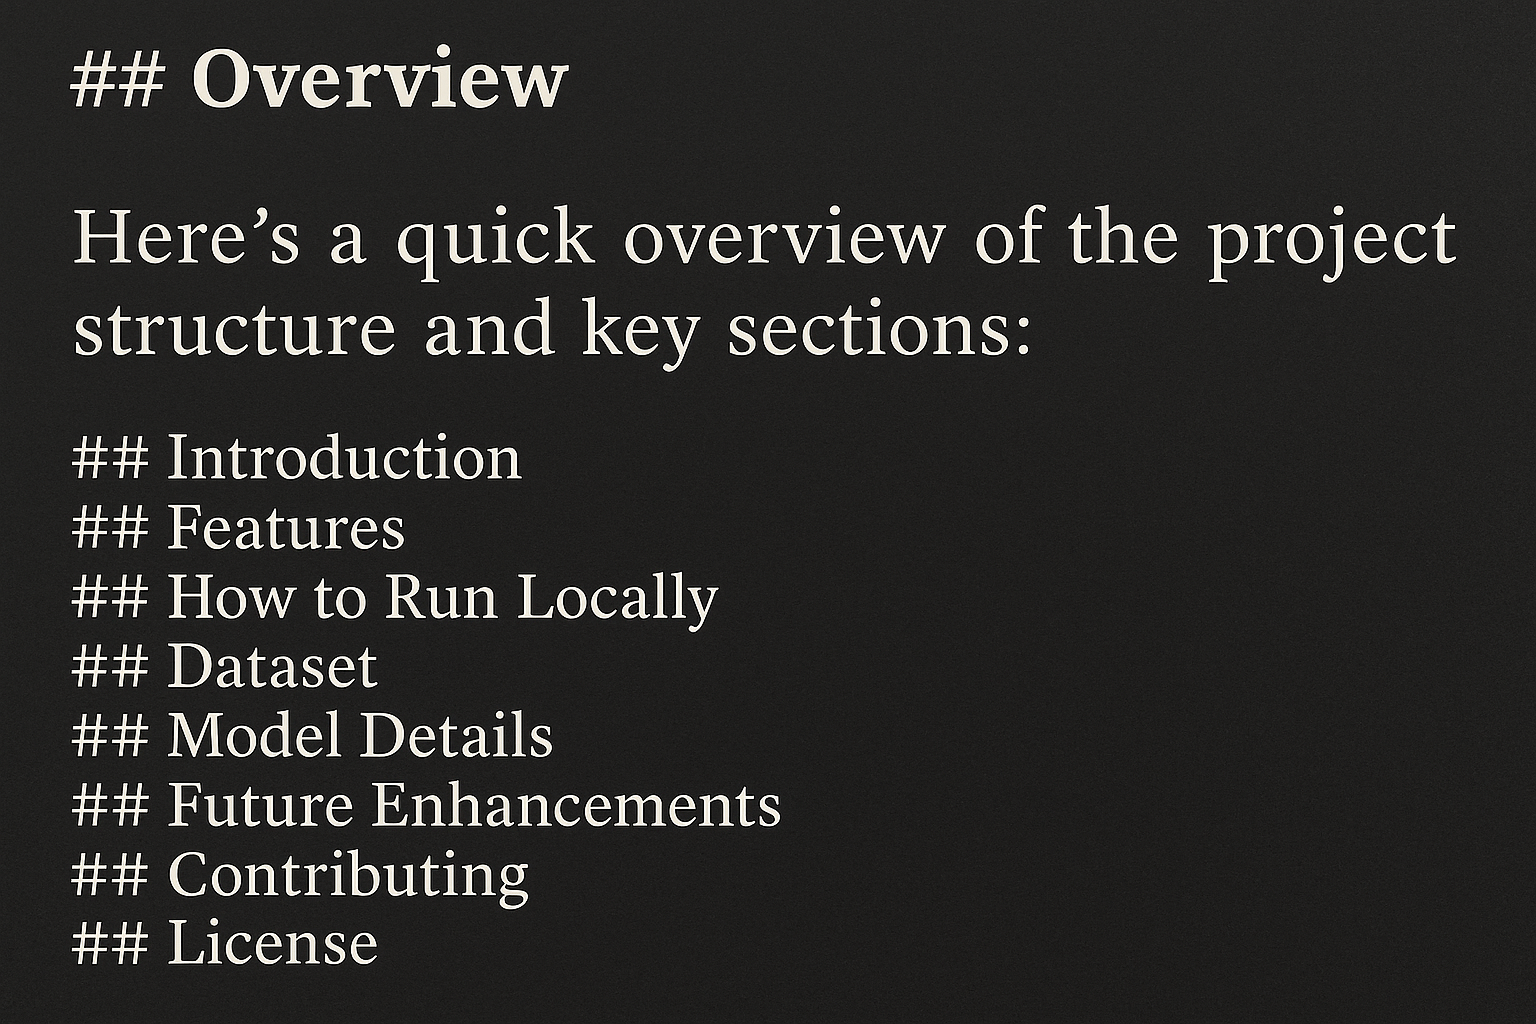 ## Overview
Here’s a quick overview of the project
structure and key sections:
## Introduction
## Features
## How to Run Locally
## Dataset
## Model Details
## Future Enhancements
## Contributing
## License